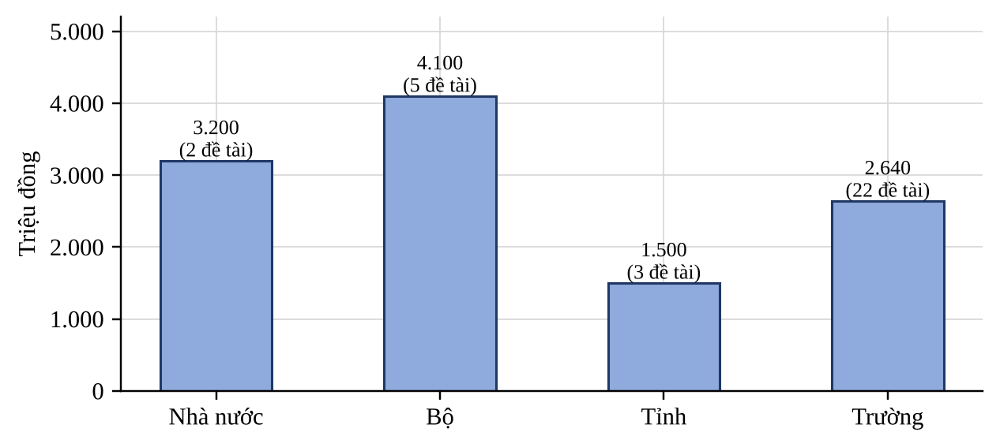 5.000
4.000
3.000
2.000
1.000
0
Triệu đồng
3.200
(2 đề tài)
4.100
(5 đề tài)
1.500
(3 đề tài)
2.640
(22 đề tài)
Nhà nước
Bộ
Tỉnh
Trường